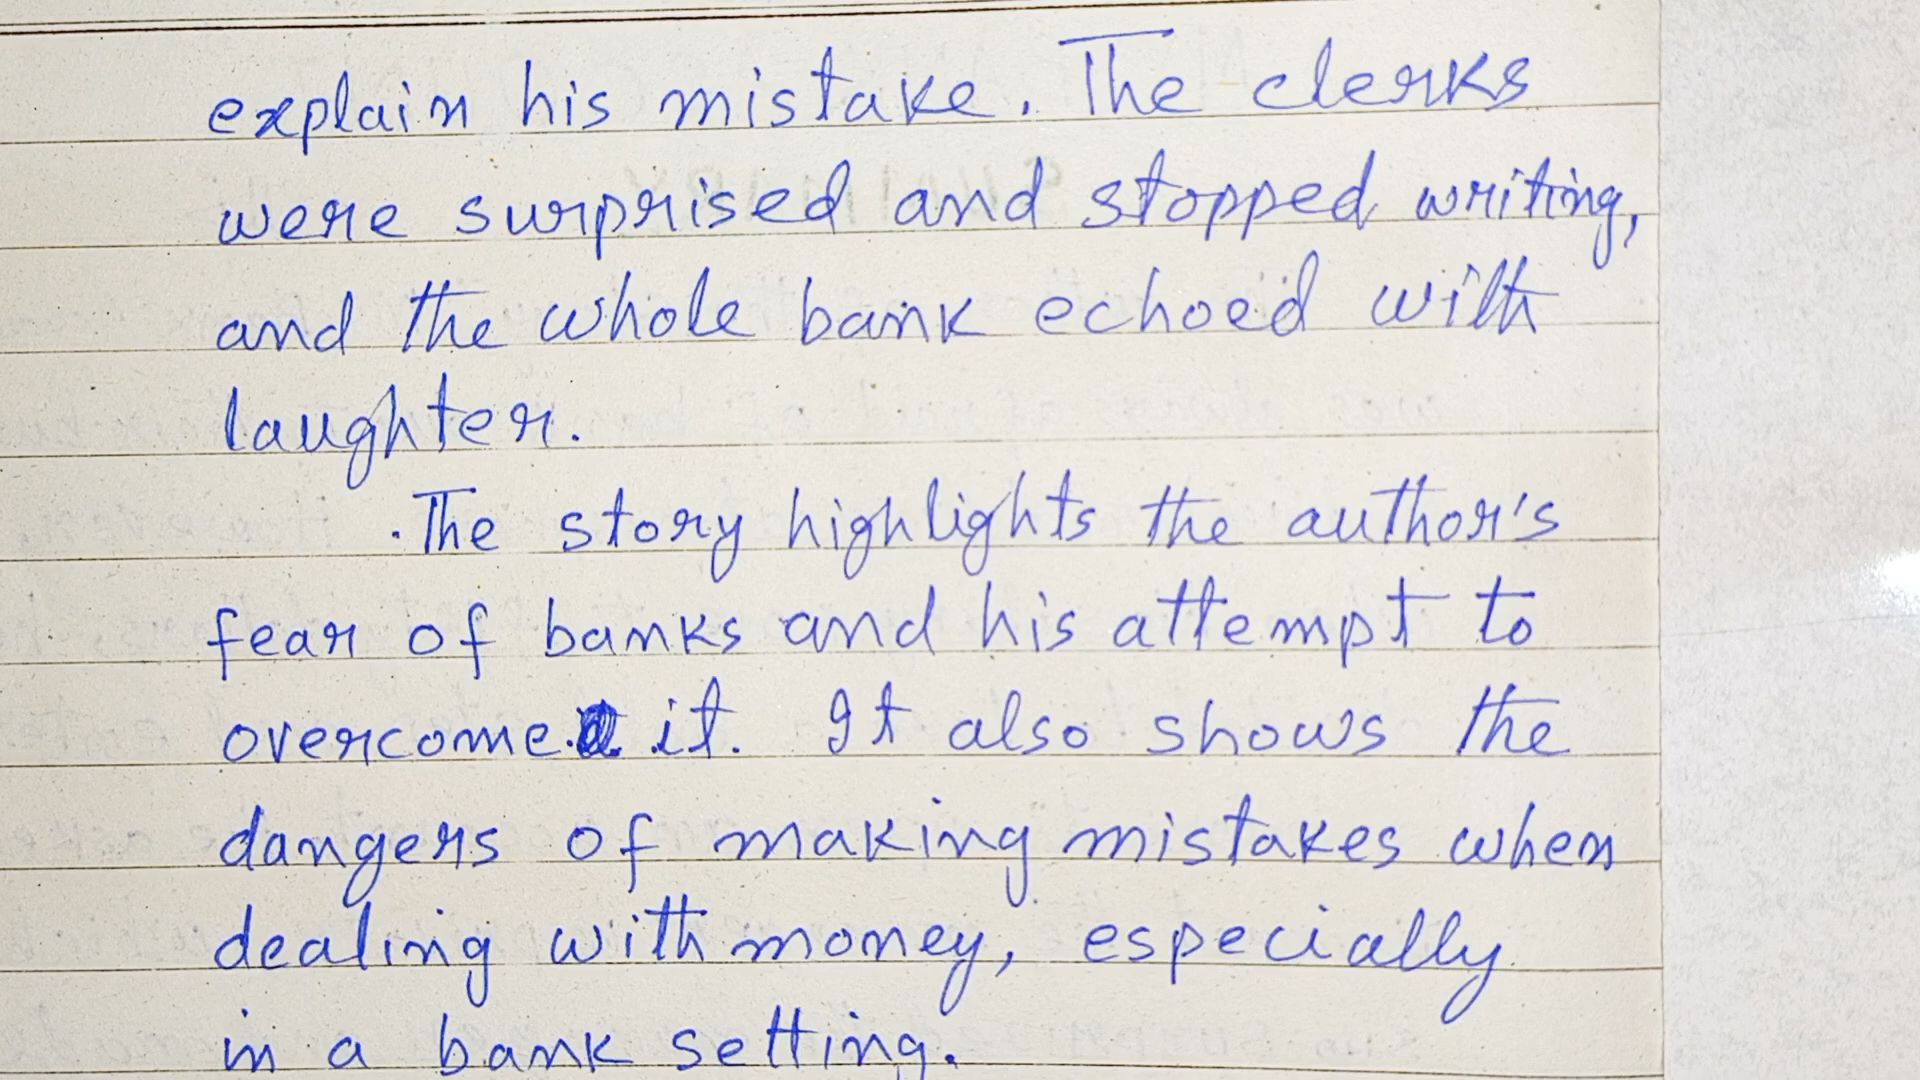 explain his mistake. The clerks
were surprised and stopped writing,
and the whole bank echoed with
laughter.
The story highlights the author's
fear of banks and his attempt to
overcome it. It also shows the
dangers of making mistakes when
dealing with money, especially
in a bank setting.